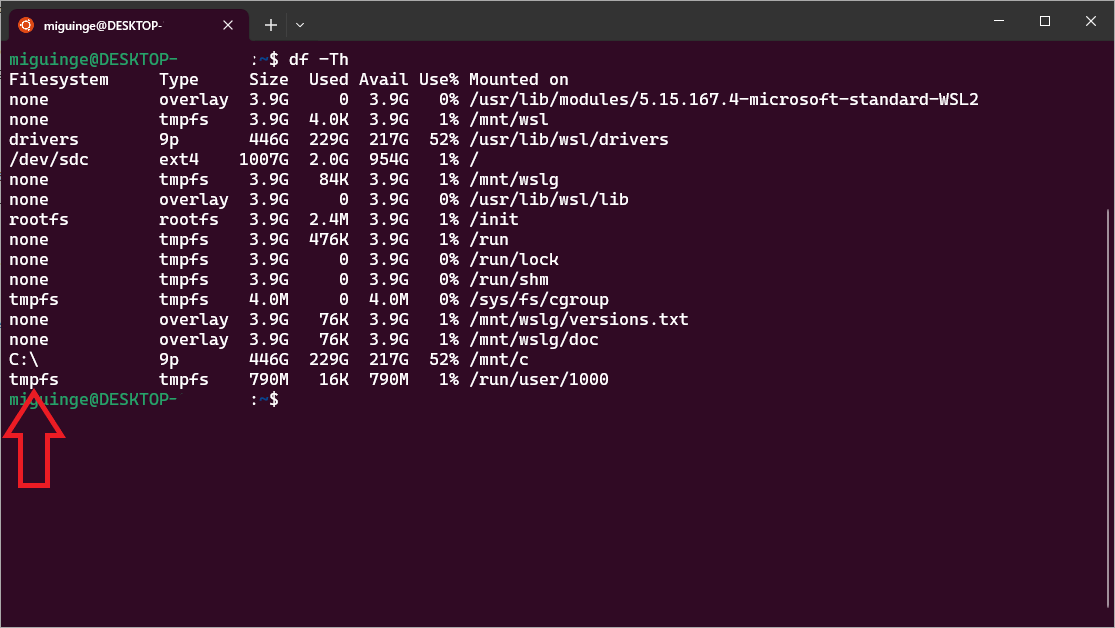 miguinge@DESKTOP-
miguinge@DESKTOP- :~$ df -Th
Filesystem Type Size Used Avail Use% Mounted on
none overlay 3.9G 0 3.9G 0% /usr/lib/modules/5.15.167.4-microsoft-standard-WSL2
none tmpfs 3.9G 4.0K 3.9G 1% /mnt/wsl
drivers 9p 446G 229G 217G 52% /usr/lib/wsl/drivers
/dev/sdc ext4 1007G 2.0G 954G 1% /
none tmpfs 3.9G 84K 3.9G 1% /mnt/wslg
none overlay 3.9G 0 3.9G 0% /usr/lib/wsl/lib
rootfs rootfs 3.9G 2.4M 3.9G 1% /init
none tmpfs 3.9G 476K 3.9G 1% /run
none tmpfs 3.9G 0 3.9G 0% /run/lock
none tmpfs 3.9G 0 3.9G 0% /run/shm
tmpfs tmpfs 4.0M 0 4.0M 0% /sys/fs/cgroup
none overlay 3.9G 76K 3.9G 1% /mnt/wslg/versions.txt
none overlay 3.9G 76K 3.9G 1% /mnt/wslg/doc
C:\ 9p 446G 229G 217G 52% /mnt/c
tmpfs tmpfs 790M 16K 790M 1% /run/user/1000
miguinge@DESKTOP- :~$